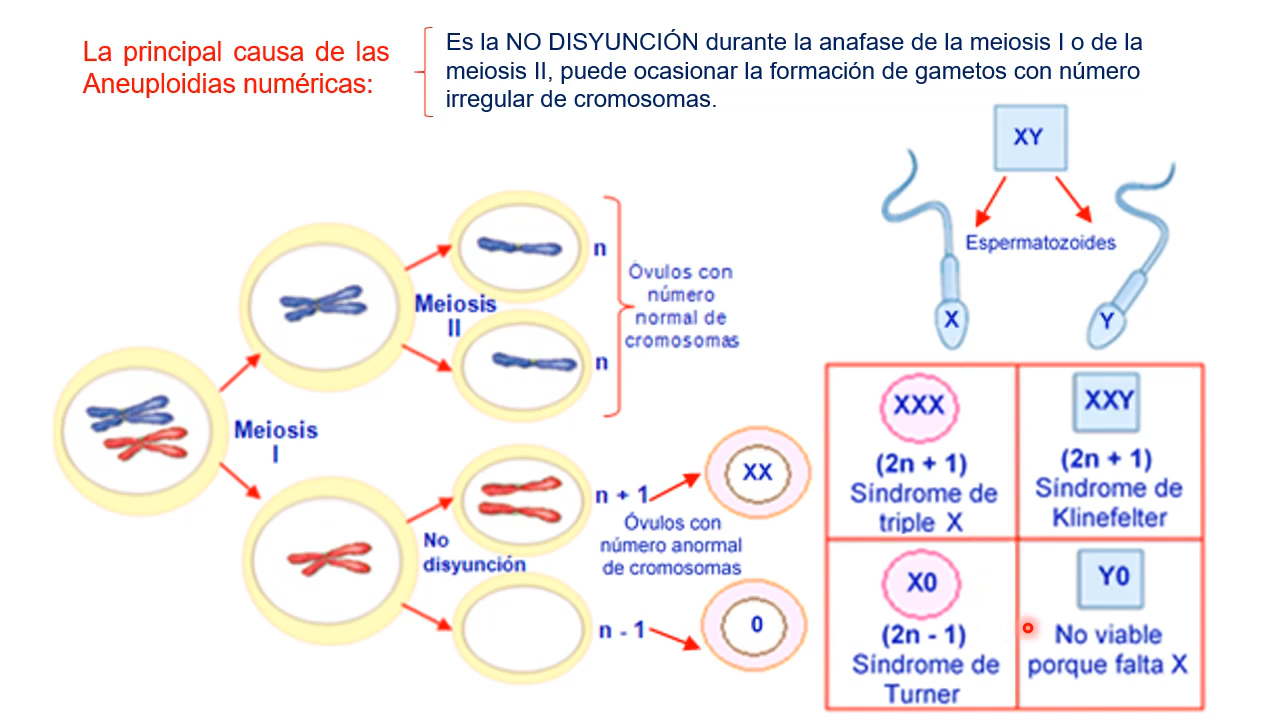 La principal causa de las
Aneuploidias numéricas:
Es la NO DISYUNCIÓN durante la anafase de la meiosis I o de la
meiosis II, puede ocasionar la formación de gametos con número
irregular de cromosomas.
XY
Espermatozoides
X
Y
Meiosis
I
Meiosis
II
n
n
Óvulos con
número
normal de
cromosomas
No
disyunción
n + 1
Óvulos con
número anormal
de cromosomas
n - 1
XX
0
XXX
(2n + 1)
Síndrome de
triple X
XXY
(2n + 1)
Síndrome de
Klinefelter
X0
(2n - 1)
Síndrome de
Turner
Y0
No viable
porque falta X